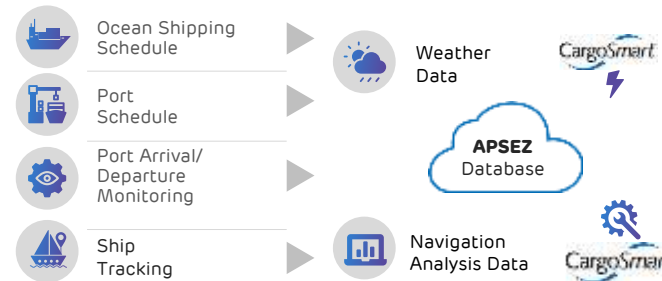 Ocean Shipping
Schedule
Port
Schedule
Port Arrival/
Departure
Monitoring
Ship
Tracking
Weather
Data
CargoSmart
APSEZ
Database
Navigation
Analysis Data
CargoSmar